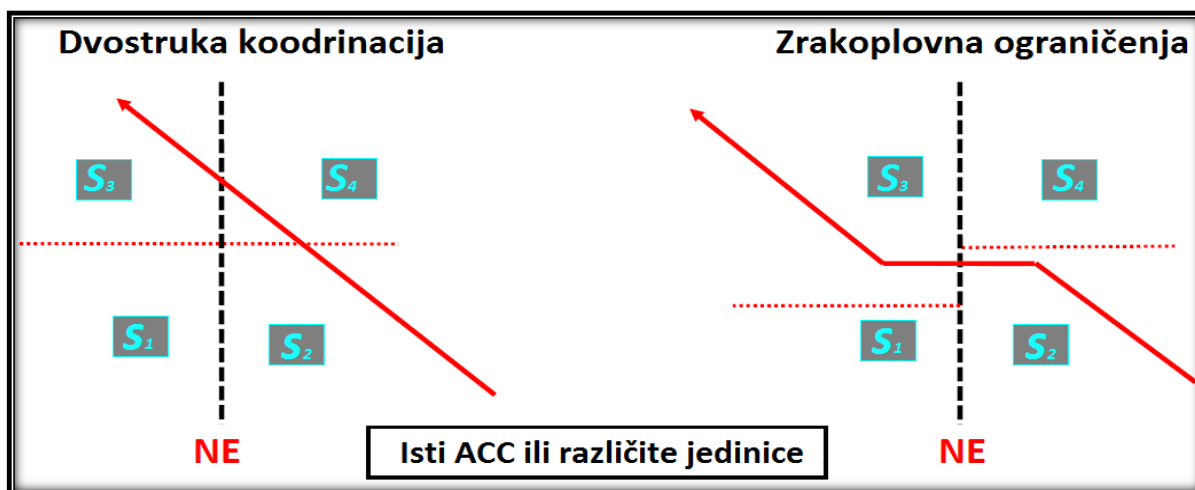 Dvostruka koodrinacija
Zrakoplovna ograničenja
S3
S4
S3
S4
S1
S2
S1
S2
NE
Isti ACC ili različite jedinice
NE